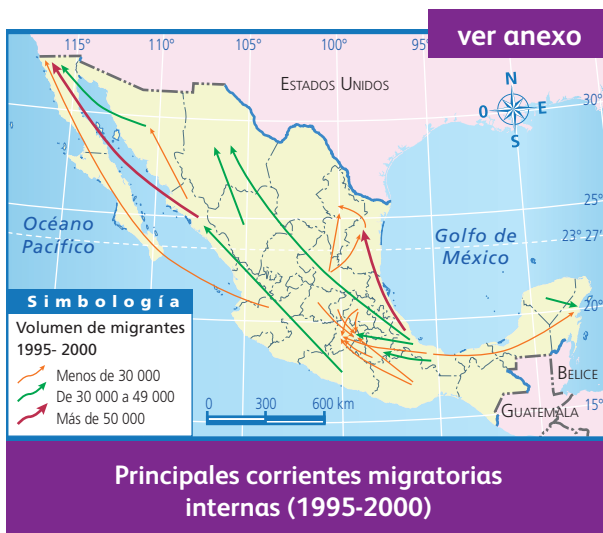 ver anexo
115°
110°
105°
100°
95°
ESTADOS UNIDOS
N
O
E
S
30°
25°
23° 27'
20°
15°
Océano
Pacífico
Golfo de
México
BELICE
GUATEMALA
Simbología
Volumen de migrantes
1995- 2000
Menos de 30 000
De 30 000 a 49 000
Más de 50 000
0 300 600 km
Principales corrientes migratorias
internas (1995-2000)